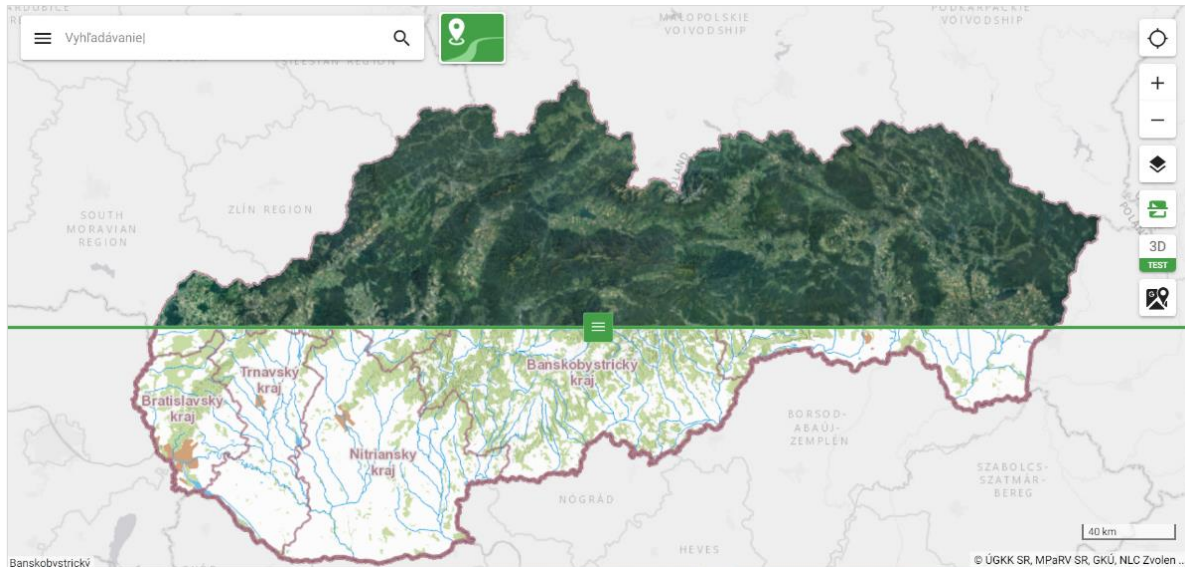 Vyhľadávanie
MAŁOPOLSKIE
VOIVODSHIP
PODKARPACKIE
VOIVODSHIP
SILESIAN REGION
POLAND
ZLÍN REGION
SOUTH
MORAVIAN
REGION
3D
TEST
Trnavský
kraj
Bratislavský
kraj
Banskobystrický
kraj
Nitriansky
kraj
BORSOD-
ABAÚJ-
ZEMPLÉN
SZABOLCS-
SZATMÁR-
BEREG
NÓGRÁD
HEVES
40 km
Banskobystrický
© ÚGKK SR, MPaRV SR, GKÚ, NLC Zvolen ..